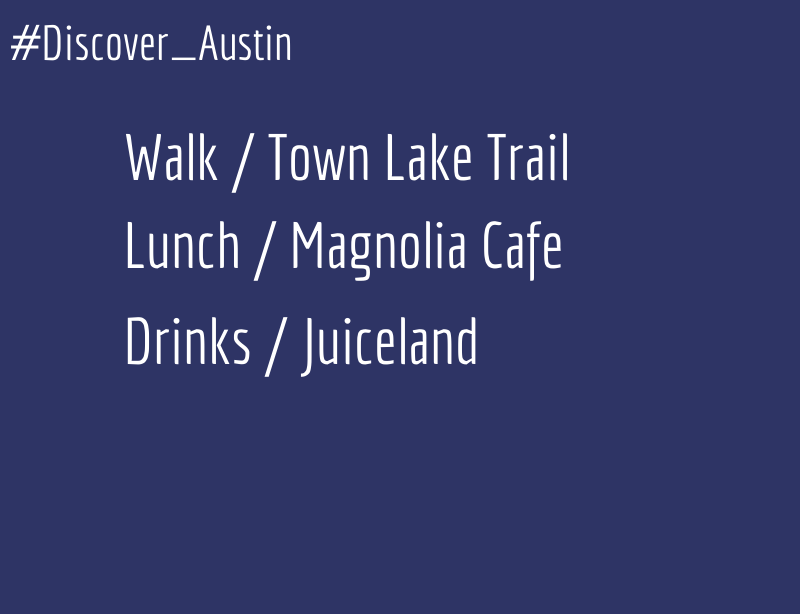 #Discover_Austin
Walk / Town Lake Trail
Lunch / Magnolia Cafe
Drinks / Juiceland